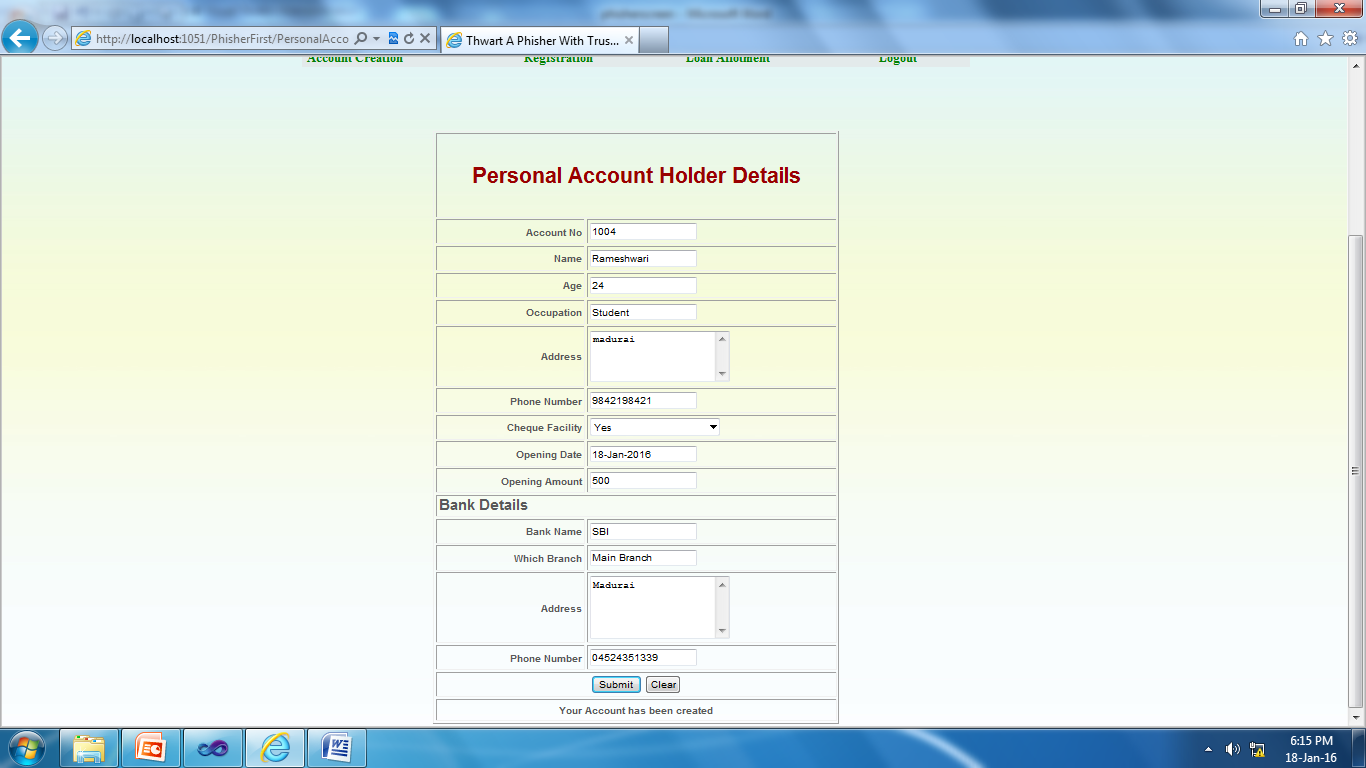 http://localhost:1051/PhisherFirst/PersonalAcco
Thwart A Phisher With Trus...
Account Creation Registration Loan Allotment Logout
Personal Account Holder Details
Account No 1004
Name Rameshwari
Age 24
Occupation Student
Address madurai
Phone Number 9842198421
Cheque Facility Yes
Opening Date 18-Jan-2016
Opening Amount 500
Bank Details
Bank Name SBI
Which Branch Main Branch
Address Madurai
Phone Number 04524351339
Submit Clear
Your Account has been created
6:15 PM
18-Jan-16